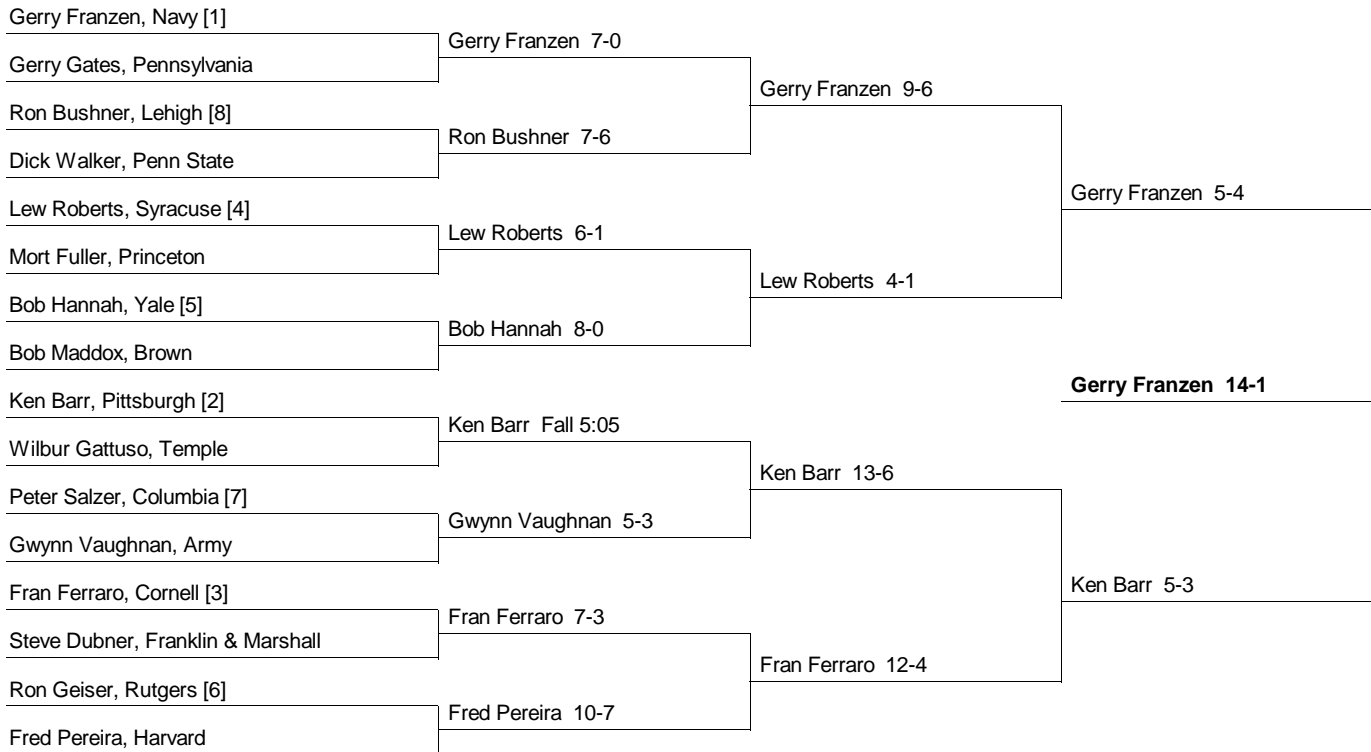 Gerry Franzen, Navy [1]
Gerry Franzen 7-0
Gerry Gates, Pennsylvania
Gerry Franzen 9-6
Ron Bushner, Lehigh [8]
Ron Bushner 7-6
Dick Walker, Penn State
Gerry Franzen 5-4
Lew Roberts, Syracuse [4]
Lew Roberts 6-1
Mort Fuller, Princeton
Lew Roberts 4-1
Bob Hannah, Yale [5]
Bob Hannah 8-0
Bob Maddox, Brown
Gerry Franzen 14-1
Ken Barr, Pittsburgh [2]
Ken Barr Fall 5:05
Wilbur Gattuso, Temple
Ken Barr 13-6
Peter Salzer, Columbia [7]
Gwynn Vaughnan 5-3
Gwynn Vaughnan, Army
Ken Barr 5-3
Fran Ferraro, Cornell [3]
Fran Ferraro 7-3
Steve Dubner, Franklin & Marshall
Fran Ferraro 12-4
Ron Geiser, Rutgers [6]
Fred Pereira 10-7
Fred Pereira, Harvard